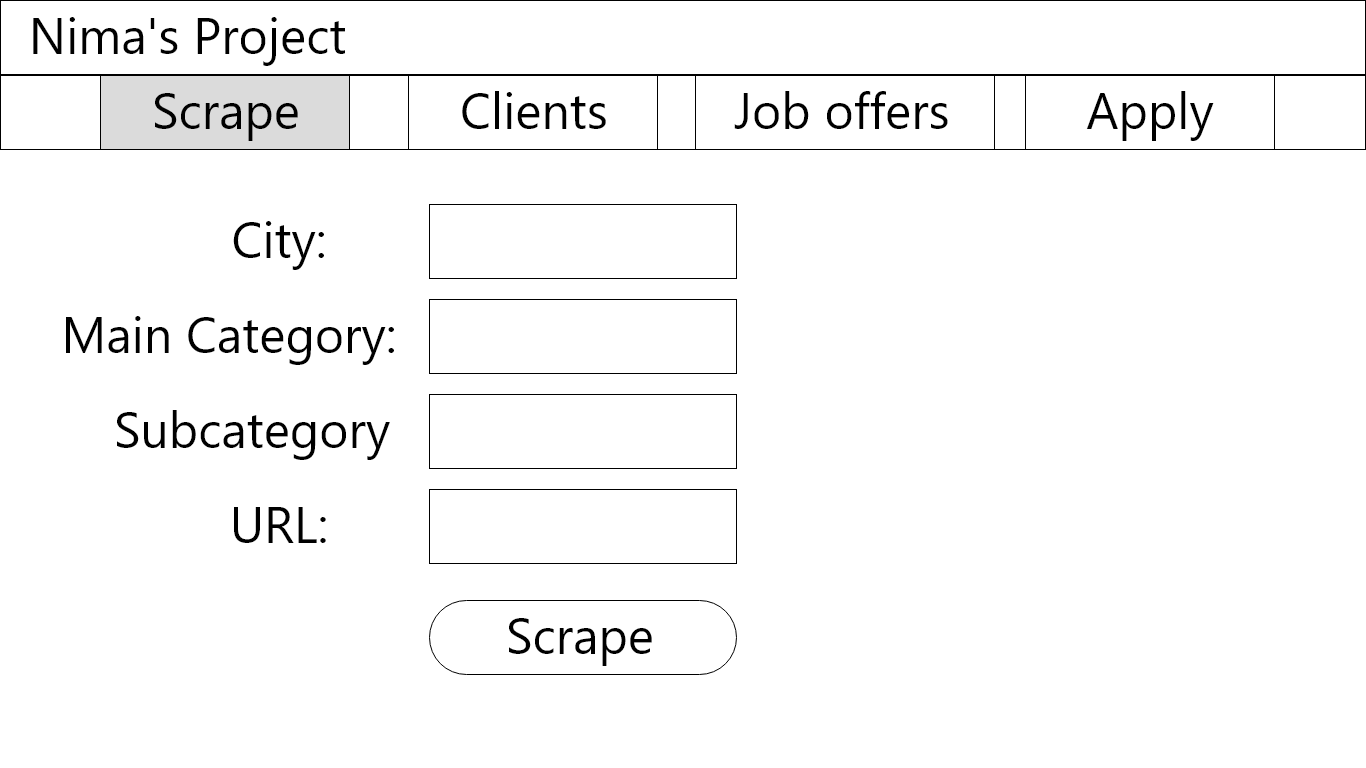 Nima's Project
Scrape Clients Job offers Apply
City:
Main Category:
Subcategory
URL:
Scrape